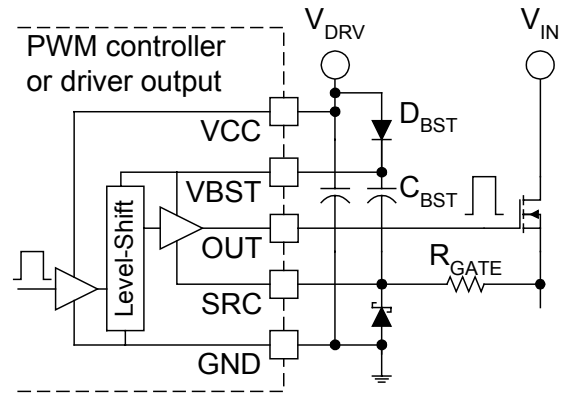 PWM controller
or driver output
V_DRV
V_IN
VCC
D_BST
VBST
C_BST
OUT
Level-Shift
R_GATE
SRC
GND